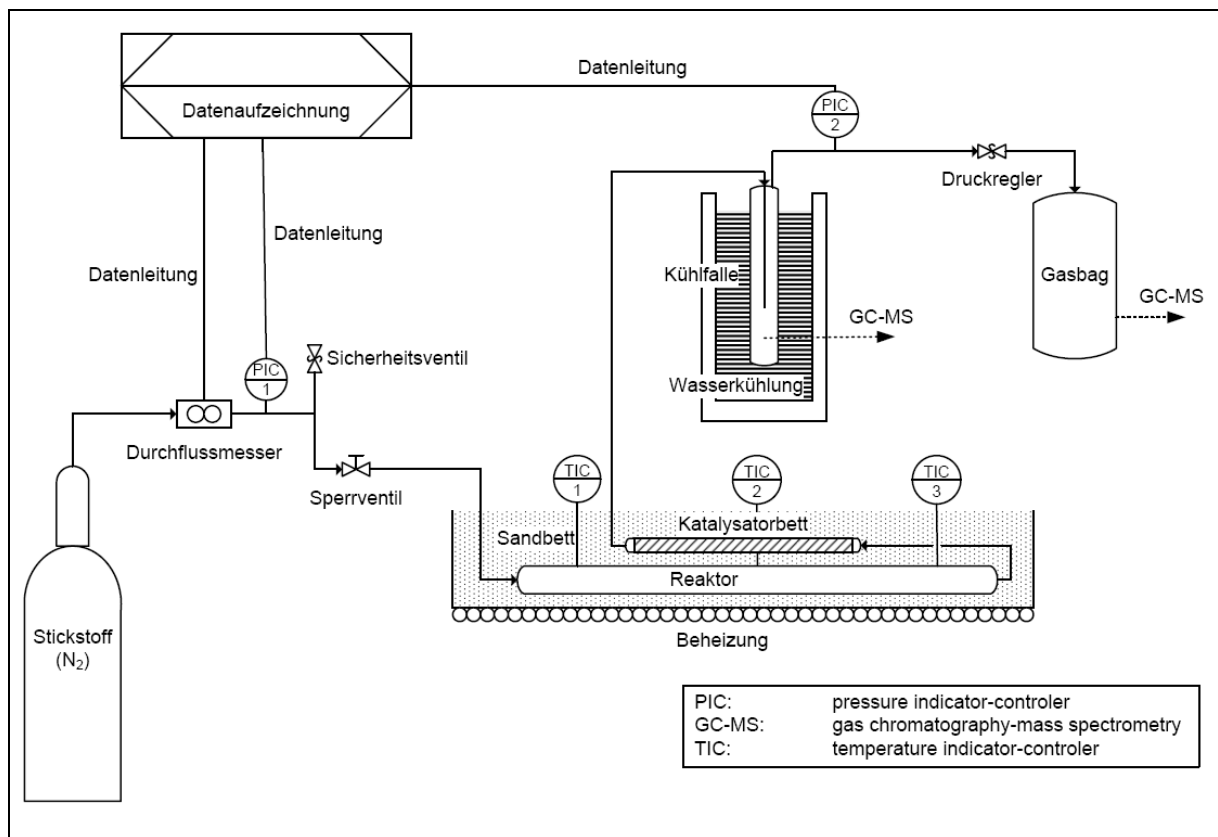 Datenleitung
Datenaufzeichnung
PIC
2
Druckregler
Datenleitung
Datenleitung
Kühlfalle
Gasbag
GC-MS
GC-MS
PIC
1
Sicherheitsventil
Wasserkühlung
Durchflussmesser
Sperrventil
TIC
1
TIC
2
TIC
3
Sandbett
Katalysatorbett
Reaktor
Beheizung
Stickstoff
(N₂)
PIC: pressure indicator-controler
GC-MS: gas chromatography-mass spectrometry
TIC: temperature indicator-controler